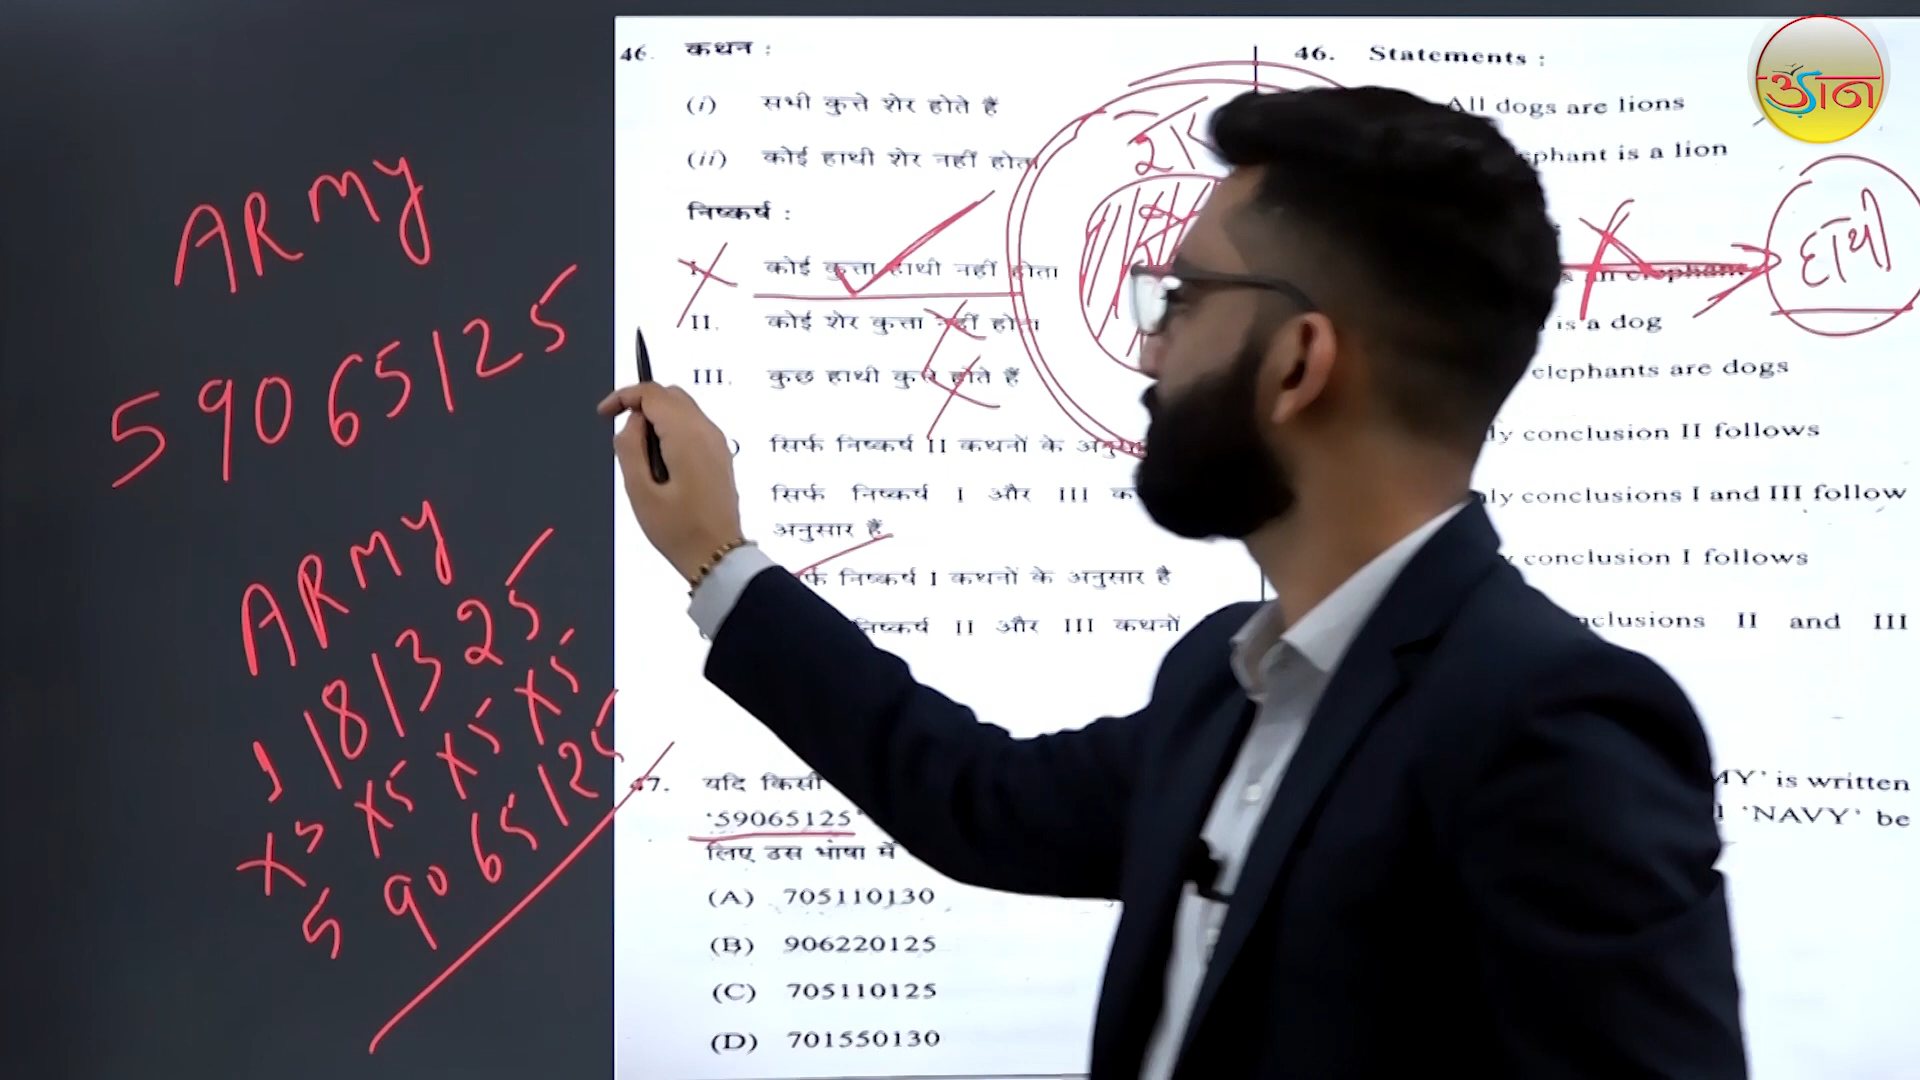 ARMY
59065125
ARMY
1 18 13 25
x5 x5 x5 x5
5 90 65 125
46. कथन :
(i) सभी कुत्ते शेर होते हैं
(ii) कोई हाथी शेर नहीं होता
निष्कर्ष :
I. कोई कुत्ता हाथी नहीं होता
II. कोई शेर कुत्ता नहीं होता
III. कुछ हाथी कुत्ते होते हैं
सिर्फ निष्कर्ष II कथनों के
सिर्फ निष्कर्ष I और III
अनुसार हैं
निष्कर्ष I कथनों के अनुसार है
निष्कर्ष II और III कथनों
47. यदि किसी
'59065125'
लिए उस भाषा में
(A) 705110130
(B) 906220125
(C) 705110125
(D) 701550130
46. Statements :
All dogs are lions
is a lion
an elephant
is a dog
elephants are dogs
conclusion II follows
conclusions I and III follow
conclusion I follows
II and III
is written
'NAVY' be
हाथी
उड़ान